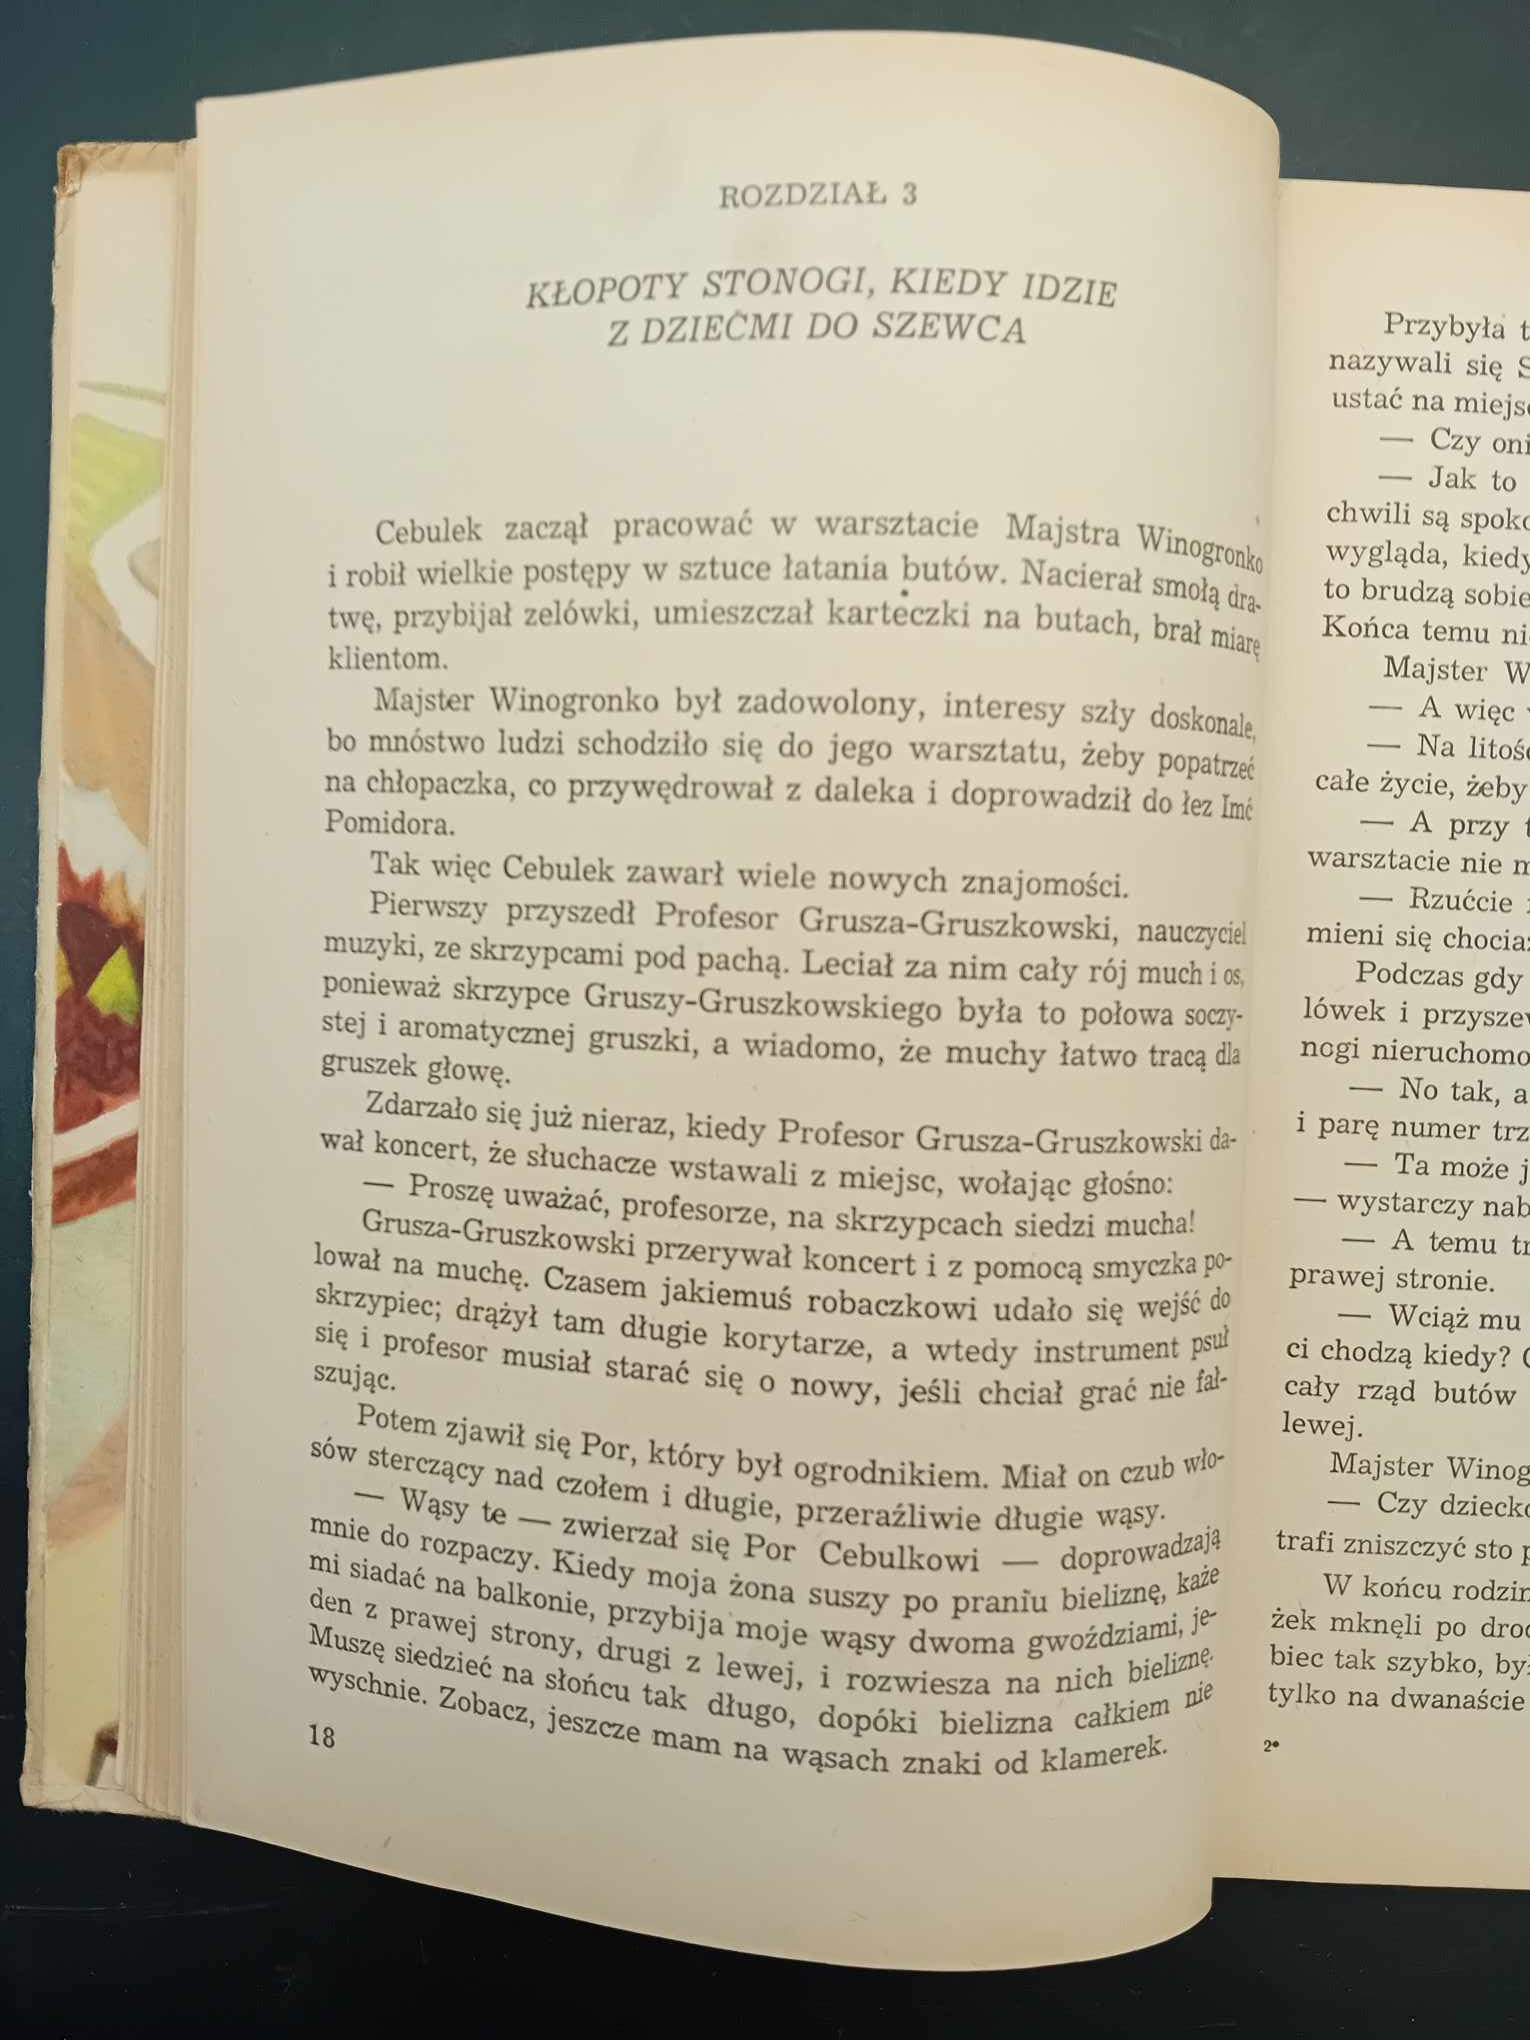 ROZDZIAŁ 3
KŁOPOTY STONOGI, KIEDY IDZIE
Z DZIEĆMI DO SZEWCA
Cebulek zaczął pracować w warsztacie Majstra Winogronko
i robił wielkie postępy w sztuce łatania butów. Nacierał smołą dra-
twę, przybijał zelówki, umieszczał karteczki na butach, brał miarę
klientom.
Majster Winogronko był zadowolony, interesy szły doskonale,
bo mnóstwo ludzi schodziło się do jego warsztatu, żeby popatrzeć
na chłopaczka, co przywędrował z daleka i doprowadził do łez Imć
Pomidora.
Tak więc Cebulek zawarł wiele nowych znajomości.
Pierwszy przyszedł Profesor Grusza-Gruszkowski, nauczyciel
muzyki, ze skrzypcami pod pachą. Leciał za nim cały rój much i os,
ponieważ skrzypce Gruszy-Gruszkowskiego była to połowa soczy-
stej i aromatycznej gruszki, a wiadomo, że muchy łatwo tracą dla
gruszek głowę.
Zdarzało się już nieraz, kiedy Profesor Grusza-Gruszkowski da-
wał koncert, że słuchacze wstawali z miejsc, wołając głośno:
— Proszę uważać, profesorze, na skrzypcach siedzi mucha!
Grusza-Gruszkowski przerywał koncert i z pomocą smyczka po-
lował na muchę. Czasem jakiemuś robaczkowi udało się wejść do
skrzypiec; drążył tam długie korytarze, a wtedy instrument psuł
się i profesor musiał starać się o nowy, jeśli chciał grać nie fał-
szując.
Potem zjawił się Por, który był ogrodnikiem. Miał on czub wło-
sów sterczący nad czołem i długie, przeraźliwie długie wąsy.
— Wąsy te — zwierzał się Por Cebulkowi — doprowadzają
mnie do rozpaczy. Kiedy moja żona suszy po praniu bieliznę, każe
mi siadać na balkonie, przybija moje wąsy dwoma gwoździami, je-
den z prawej strony, drugi z lewej, i rozwiesza na nich bieliznę.
Muszę siedzieć na słońcu tak długo, dopóki bielizna całkiem nie
wyschnie. Zobacz, jeszcze mam na wąsach znaki od klamerek.
18
Przybyła
nazywali się
ustać na
— Czy oni
— Jak to
chwili są
wygląda, kiedy
to brudzą sobie
Końca temu
Majster
— A więc
— Na
całe życie, żeby
— A przy
warsztacie nie
— Rzućcie
mieni się
Podczas gdy
lówek i
nogi
— No tak, a
i parę numer
— Ta może
— wystarczy
— A temu
prawej stronie.
— Wciąż mu
ci chodzą kiedy?
cały rząd butów
lewej.
Majster
— Czy
trafi zniszczyć sto
W końcu
żek mknęli po
biec tak szybko,
tylko na dwanaście
2*